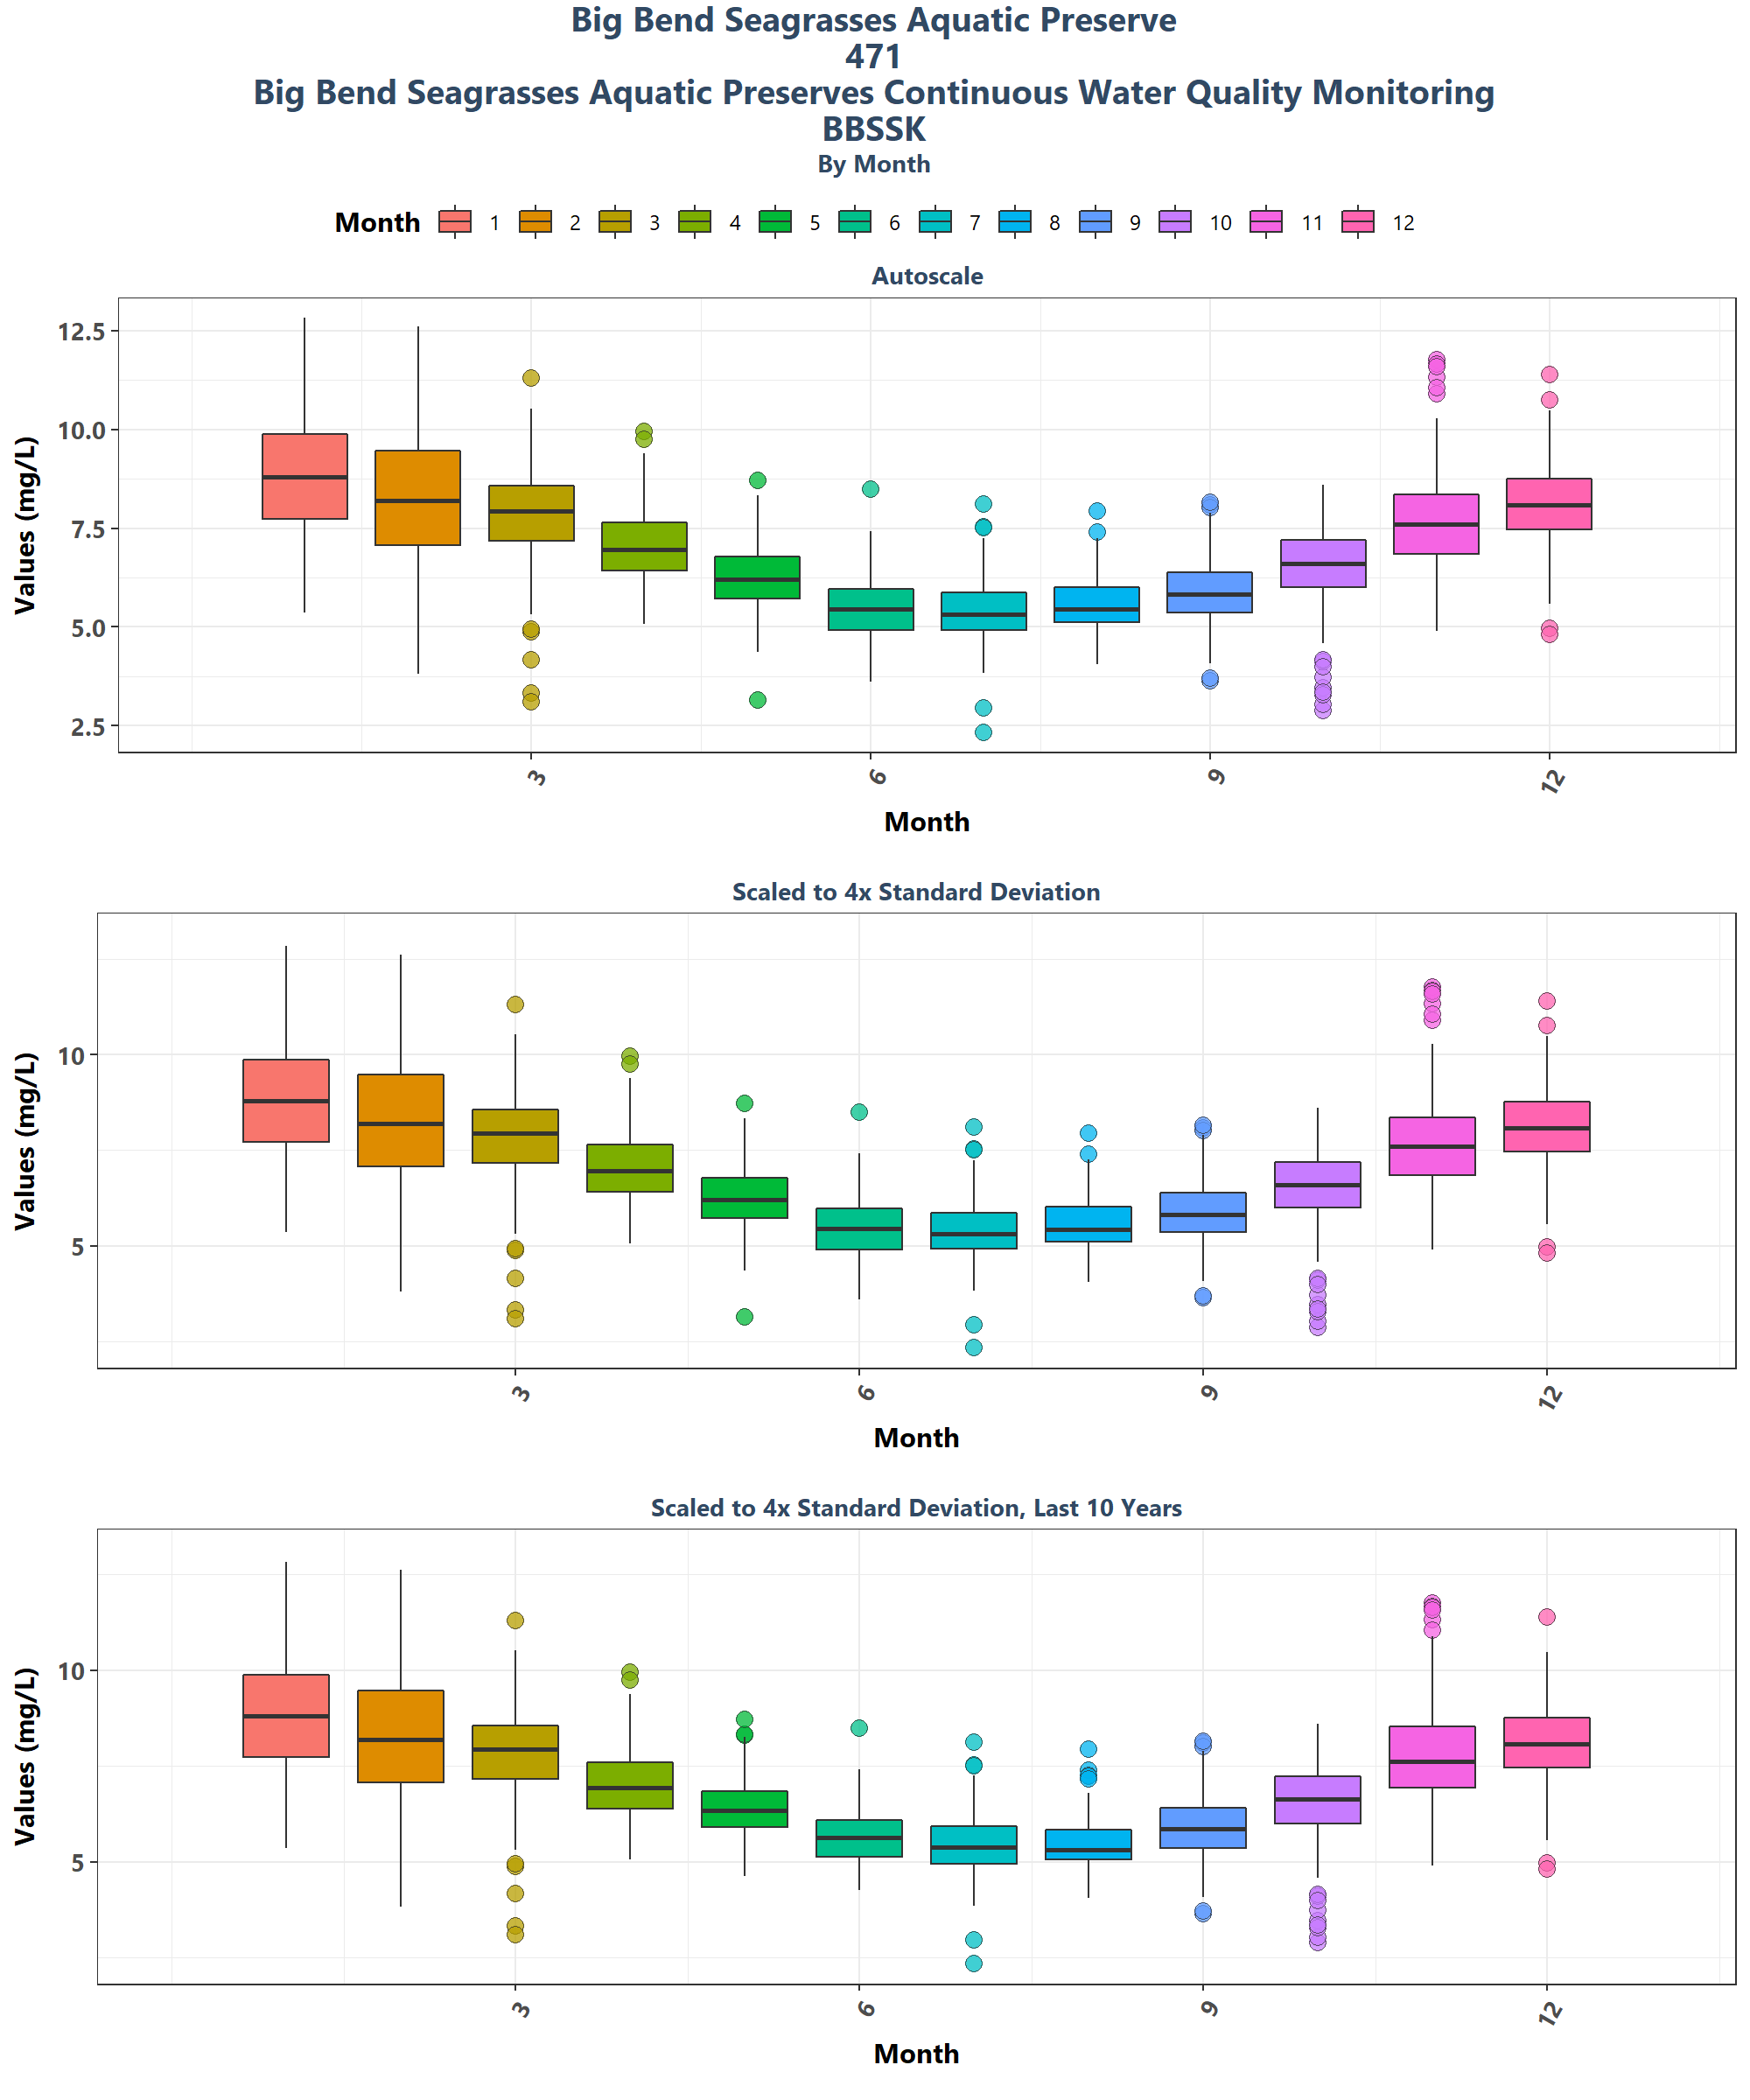 Big Bend Seagrasses Aquatic Preserve
471
Big Bend Seagrasses Aquatic Preserves Continuous Water Quality Monitoring
BBSSK
By Month
Month 1 2 3 4 5 6 7 8 9 10 11 12
Autoscale
Values (mg/L)
12.5
10.0
7.5
5.0
2.5
3 6 9 12
Month
Scaled to 4x Standard Deviation
Values (mg/L)
10
5
3 6 9 12
Month
Scaled to 4x Standard Deviation, Last 10 Years
Values (mg/L)
10
5
3 6 9 12
Month